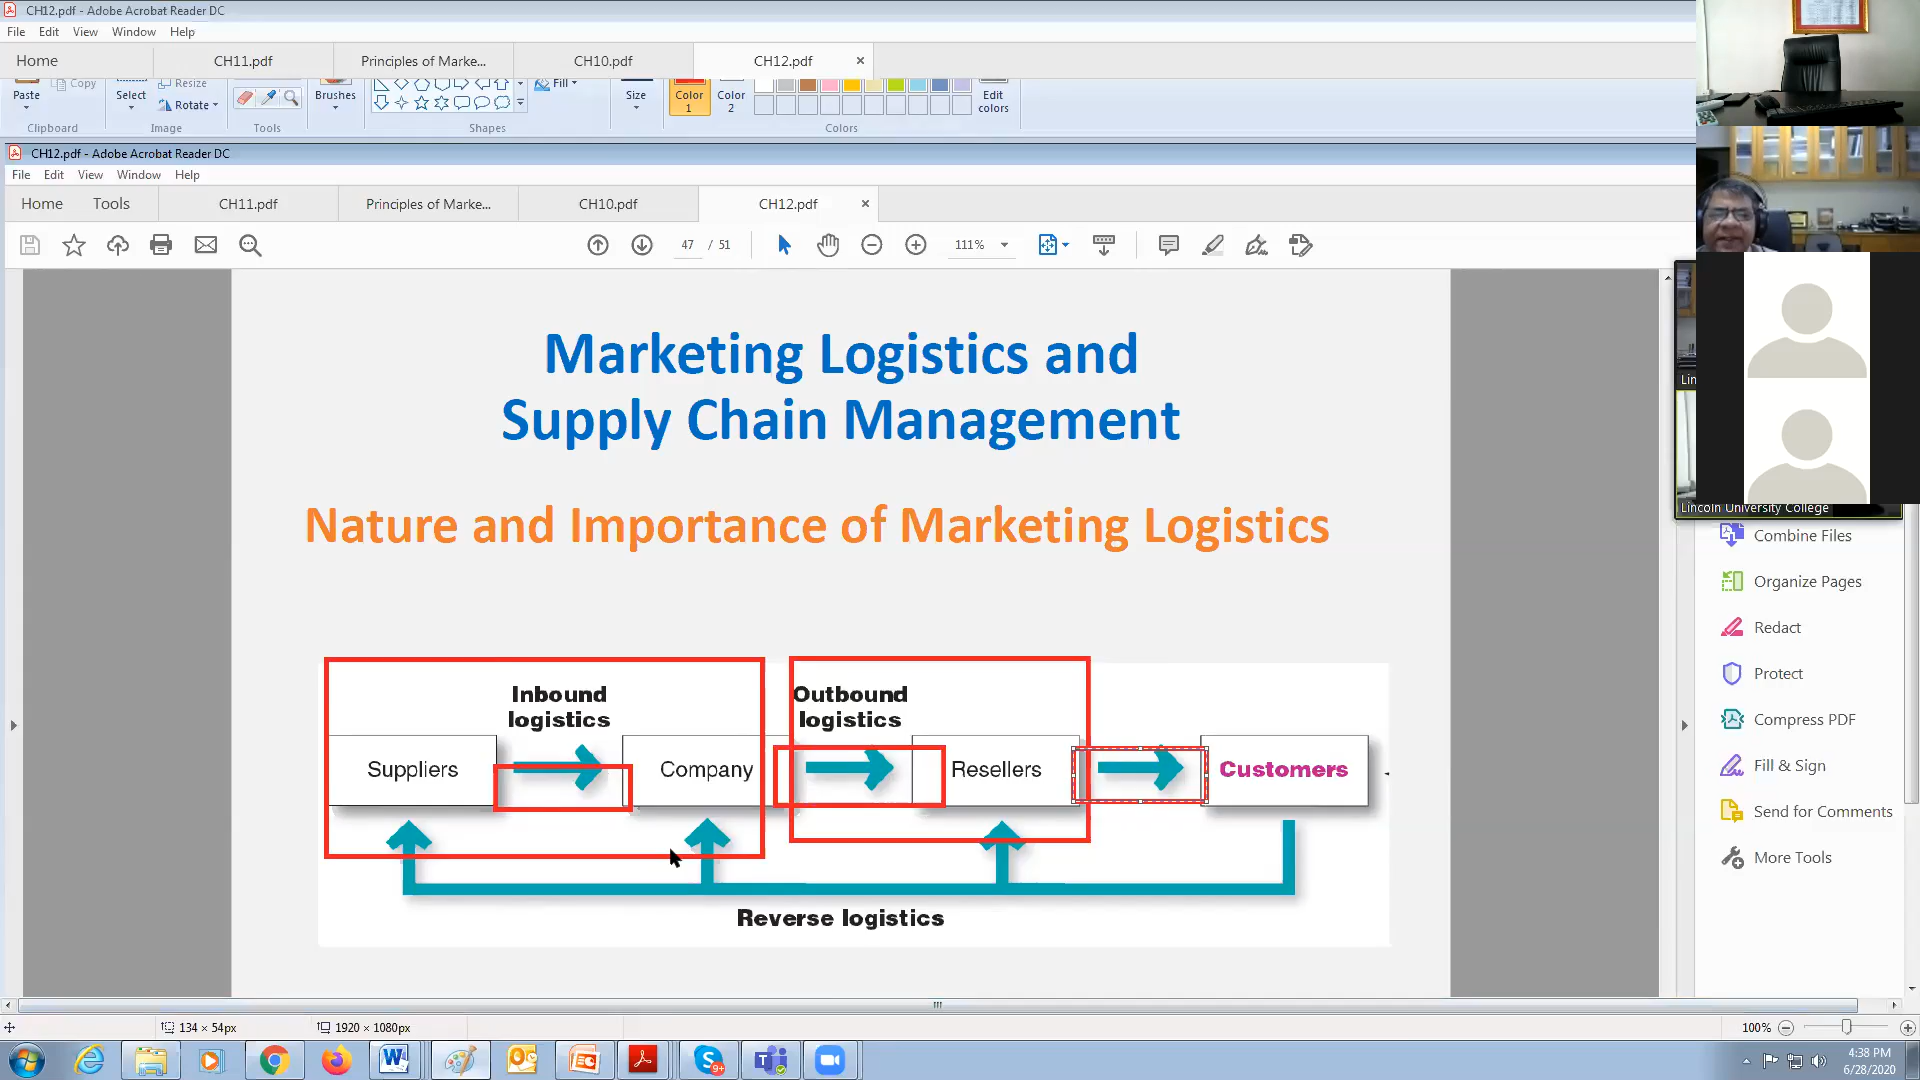 CH12.pdf - Adobe Acrobat Reader DC
File Edit View Window Help
Home CH11.pdf Principles of Marke... CH10.pdf CH12.pdf ×
Paste Copy Select Resize Rotate Brushes Fill Size Color 1 Color 2 Edit colors
Clipboard Image Tools Shapes Colors
CH12.pdf - Adobe Acrobat Reader DC
File Edit View Window Help
Home Tools CH11.pdf Principles of Marke... CH10.pdf CH12.pdf ×
47 / 51 111%
Marketing Logistics and
Supply Chain Management
Nature and Importance of Marketing Logistics
Inbound
logistics
Outbound
logistics
Suppliers Company Resellers Customers
Reverse logistics
Lin
Lincoln University College
Combine Files
Organize Pages
Redact
Protect
Compress PDF
Fill & Sign
Send for Comments
More Tools
134 × 54px 1920 × 1080px 100%
9+
4:38 PM
6/28/2020